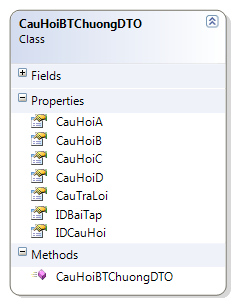 CauHoiBTChuongDTO
Class
Fields
Properties
CauHoiA
CauHoiB
CauHoiC
CauHoiD
CauTraLoi
IDBaiTap
IDCauHoi
Methods
CauHoiBTChuongDTO